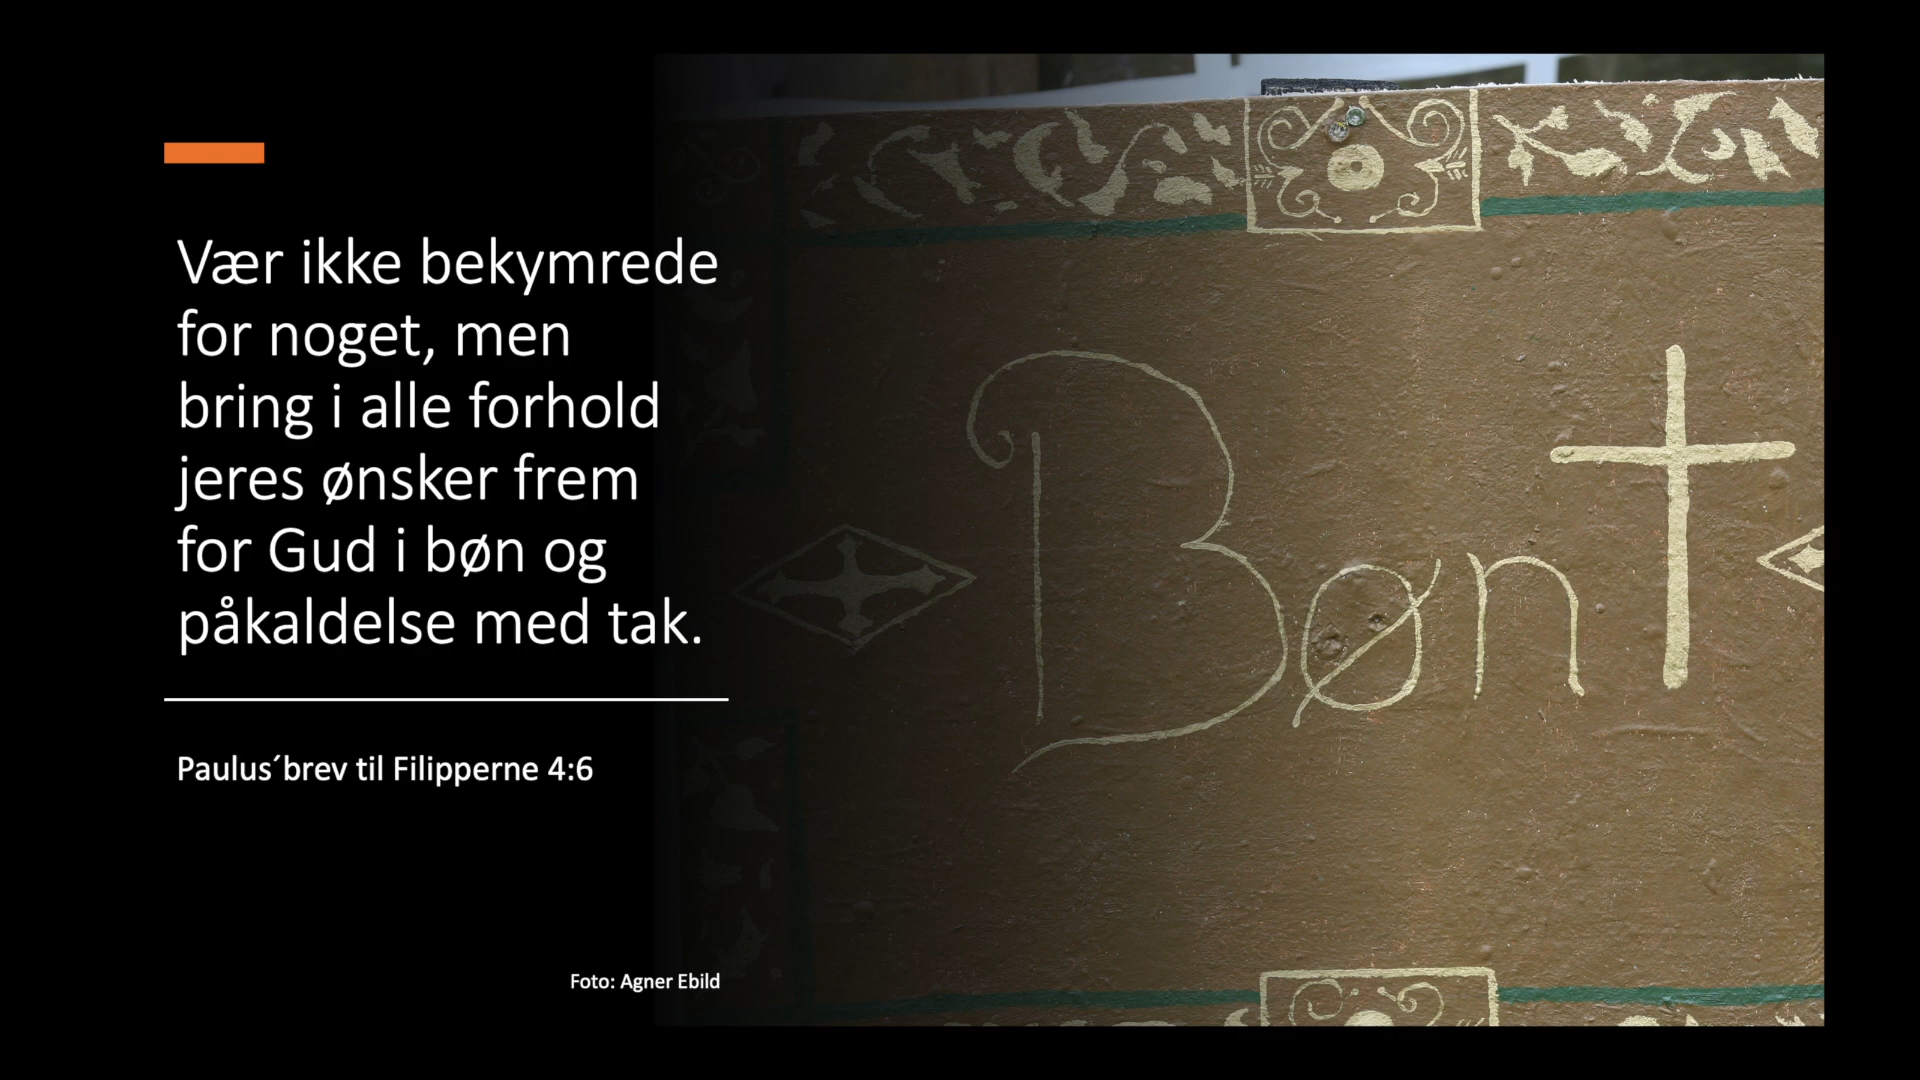 Vær ikke bekymrede
for noget, men
bring i alle forhold
jeres ønsker frem
for Gud i bøn og
påkaldelse med tak.
Paulus´brev til Filipperne 4:6
Foto: Agner Ebild
Bøn